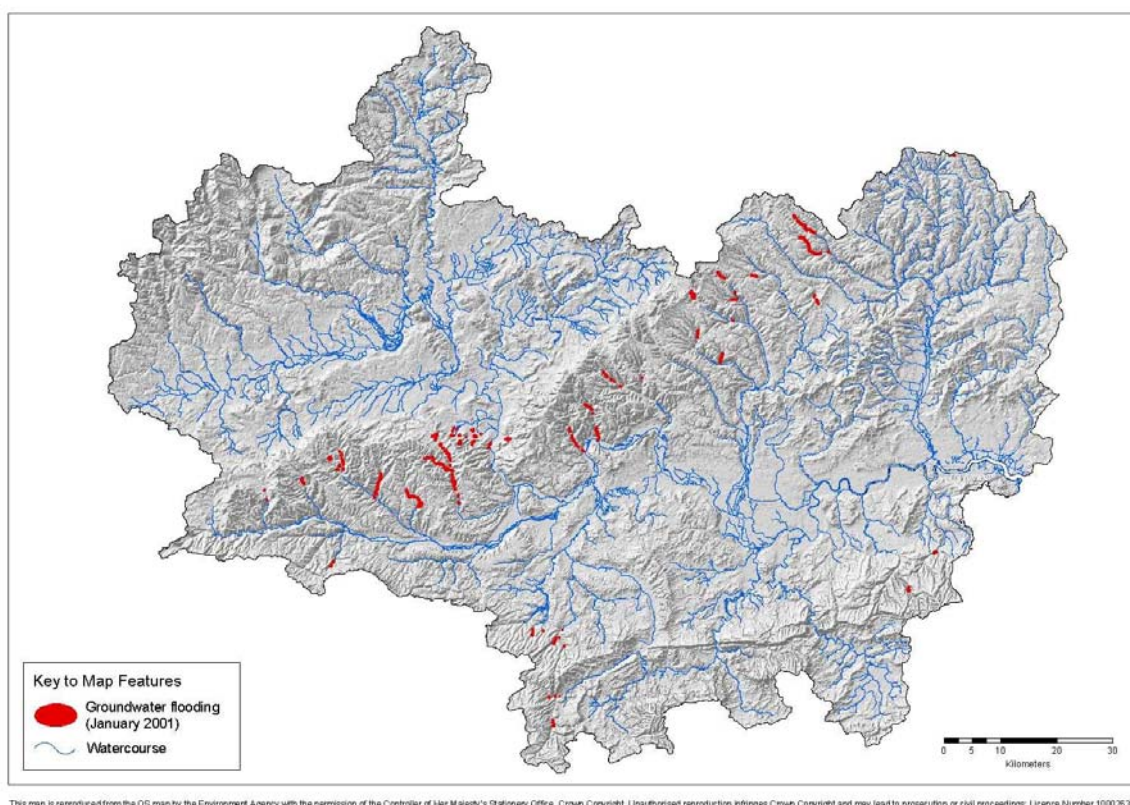 Key to Map Features
Groundwater flooding
(January 2001)
Watercourse
0 5 10 20 30
Kilometers
This map is reproduced from the OS map by the Environment Agency with the permission of the Controller of Her Majesty's Stationery Office, Crown Copyright. Unauthorised reproduction infringes Crown Copyright and may lead to prosecution or civil proceedings: Licence Number